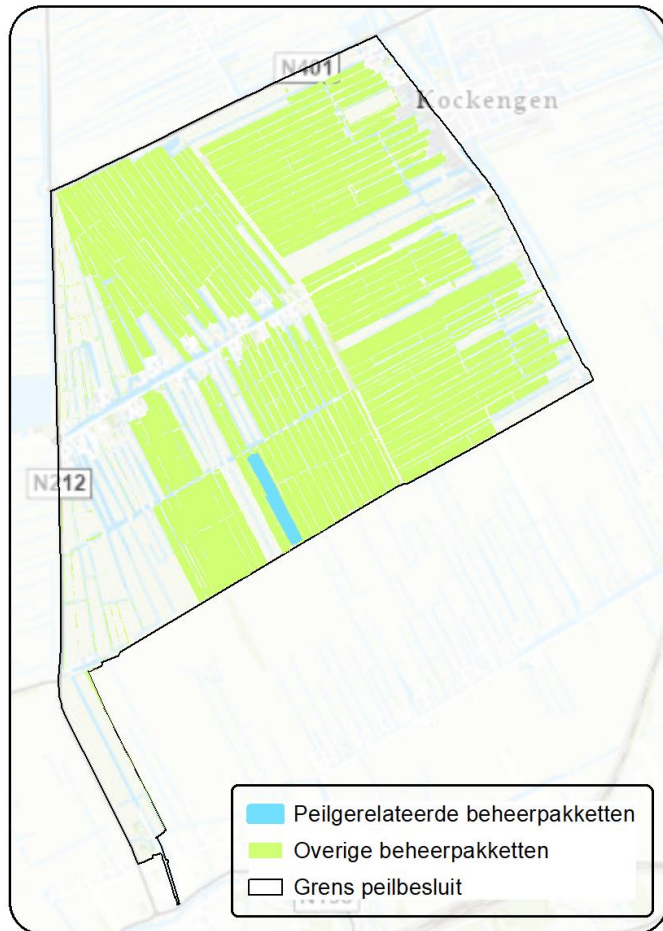 N401
Kockengen
N212
Peilgerelateerde beheerpakketten
Overige beheerpakketten
Grens peilbesluit